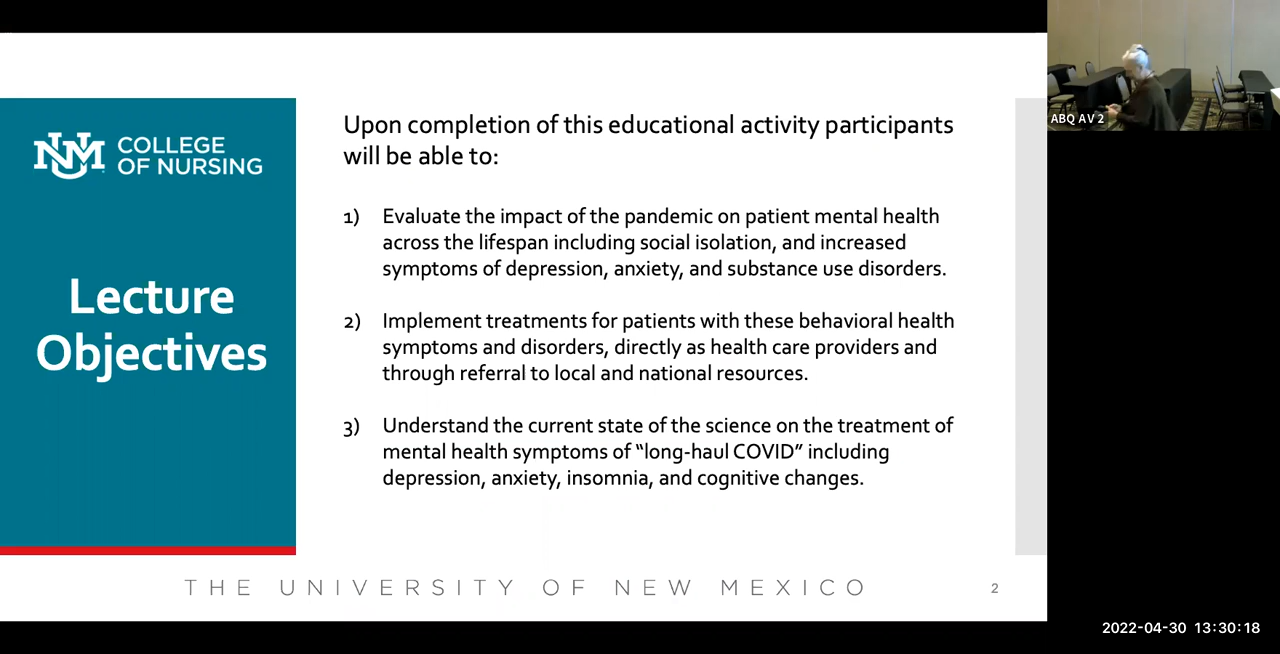 UNM COLLEGE
OF NURSING
Lecture
Objectives
Upon completion of this educational activity participants
will be able to:
1) Evaluate the impact of the pandemic on patient mental health
across the lifespan including social isolation, and increased
symptoms of depression, anxiety, and substance use disorders.
2) Implement treatments for patients with these behavioral health
symptoms and disorders, directly as health care providers and
through referral to local and national resources.
3) Understand the current state of the science on the treatment of
mental health symptoms of “long-haul COVID” including
depression, anxiety, insomnia, and cognitive changes.
THE UNIVERSITY OF NEW MEXICO
2
ABQ AV 2
2022-04-30 13:30:18